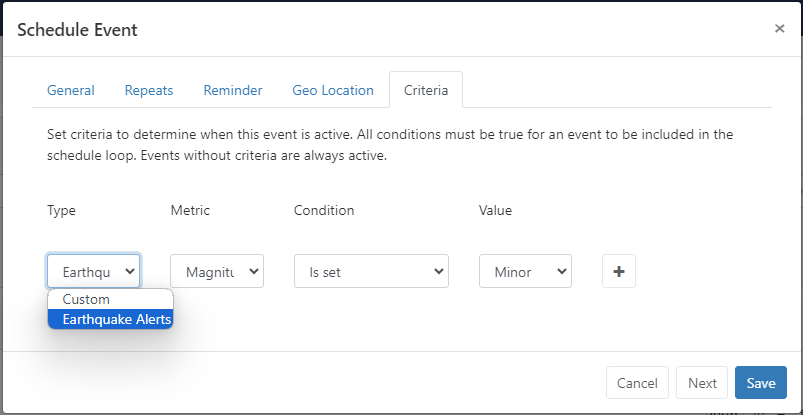 Schedule Event ×
General Repeats Reminder Geo Location Criteria
Set criteria to determine when this event is active. All conditions must be true for an event to be included in the
schedule loop. Events without criteria are always active.
Type Metric Condition Value
Earthqu Magnitu Is set Minor +
Custom
Earthquake Alerts
Cancel Next Save